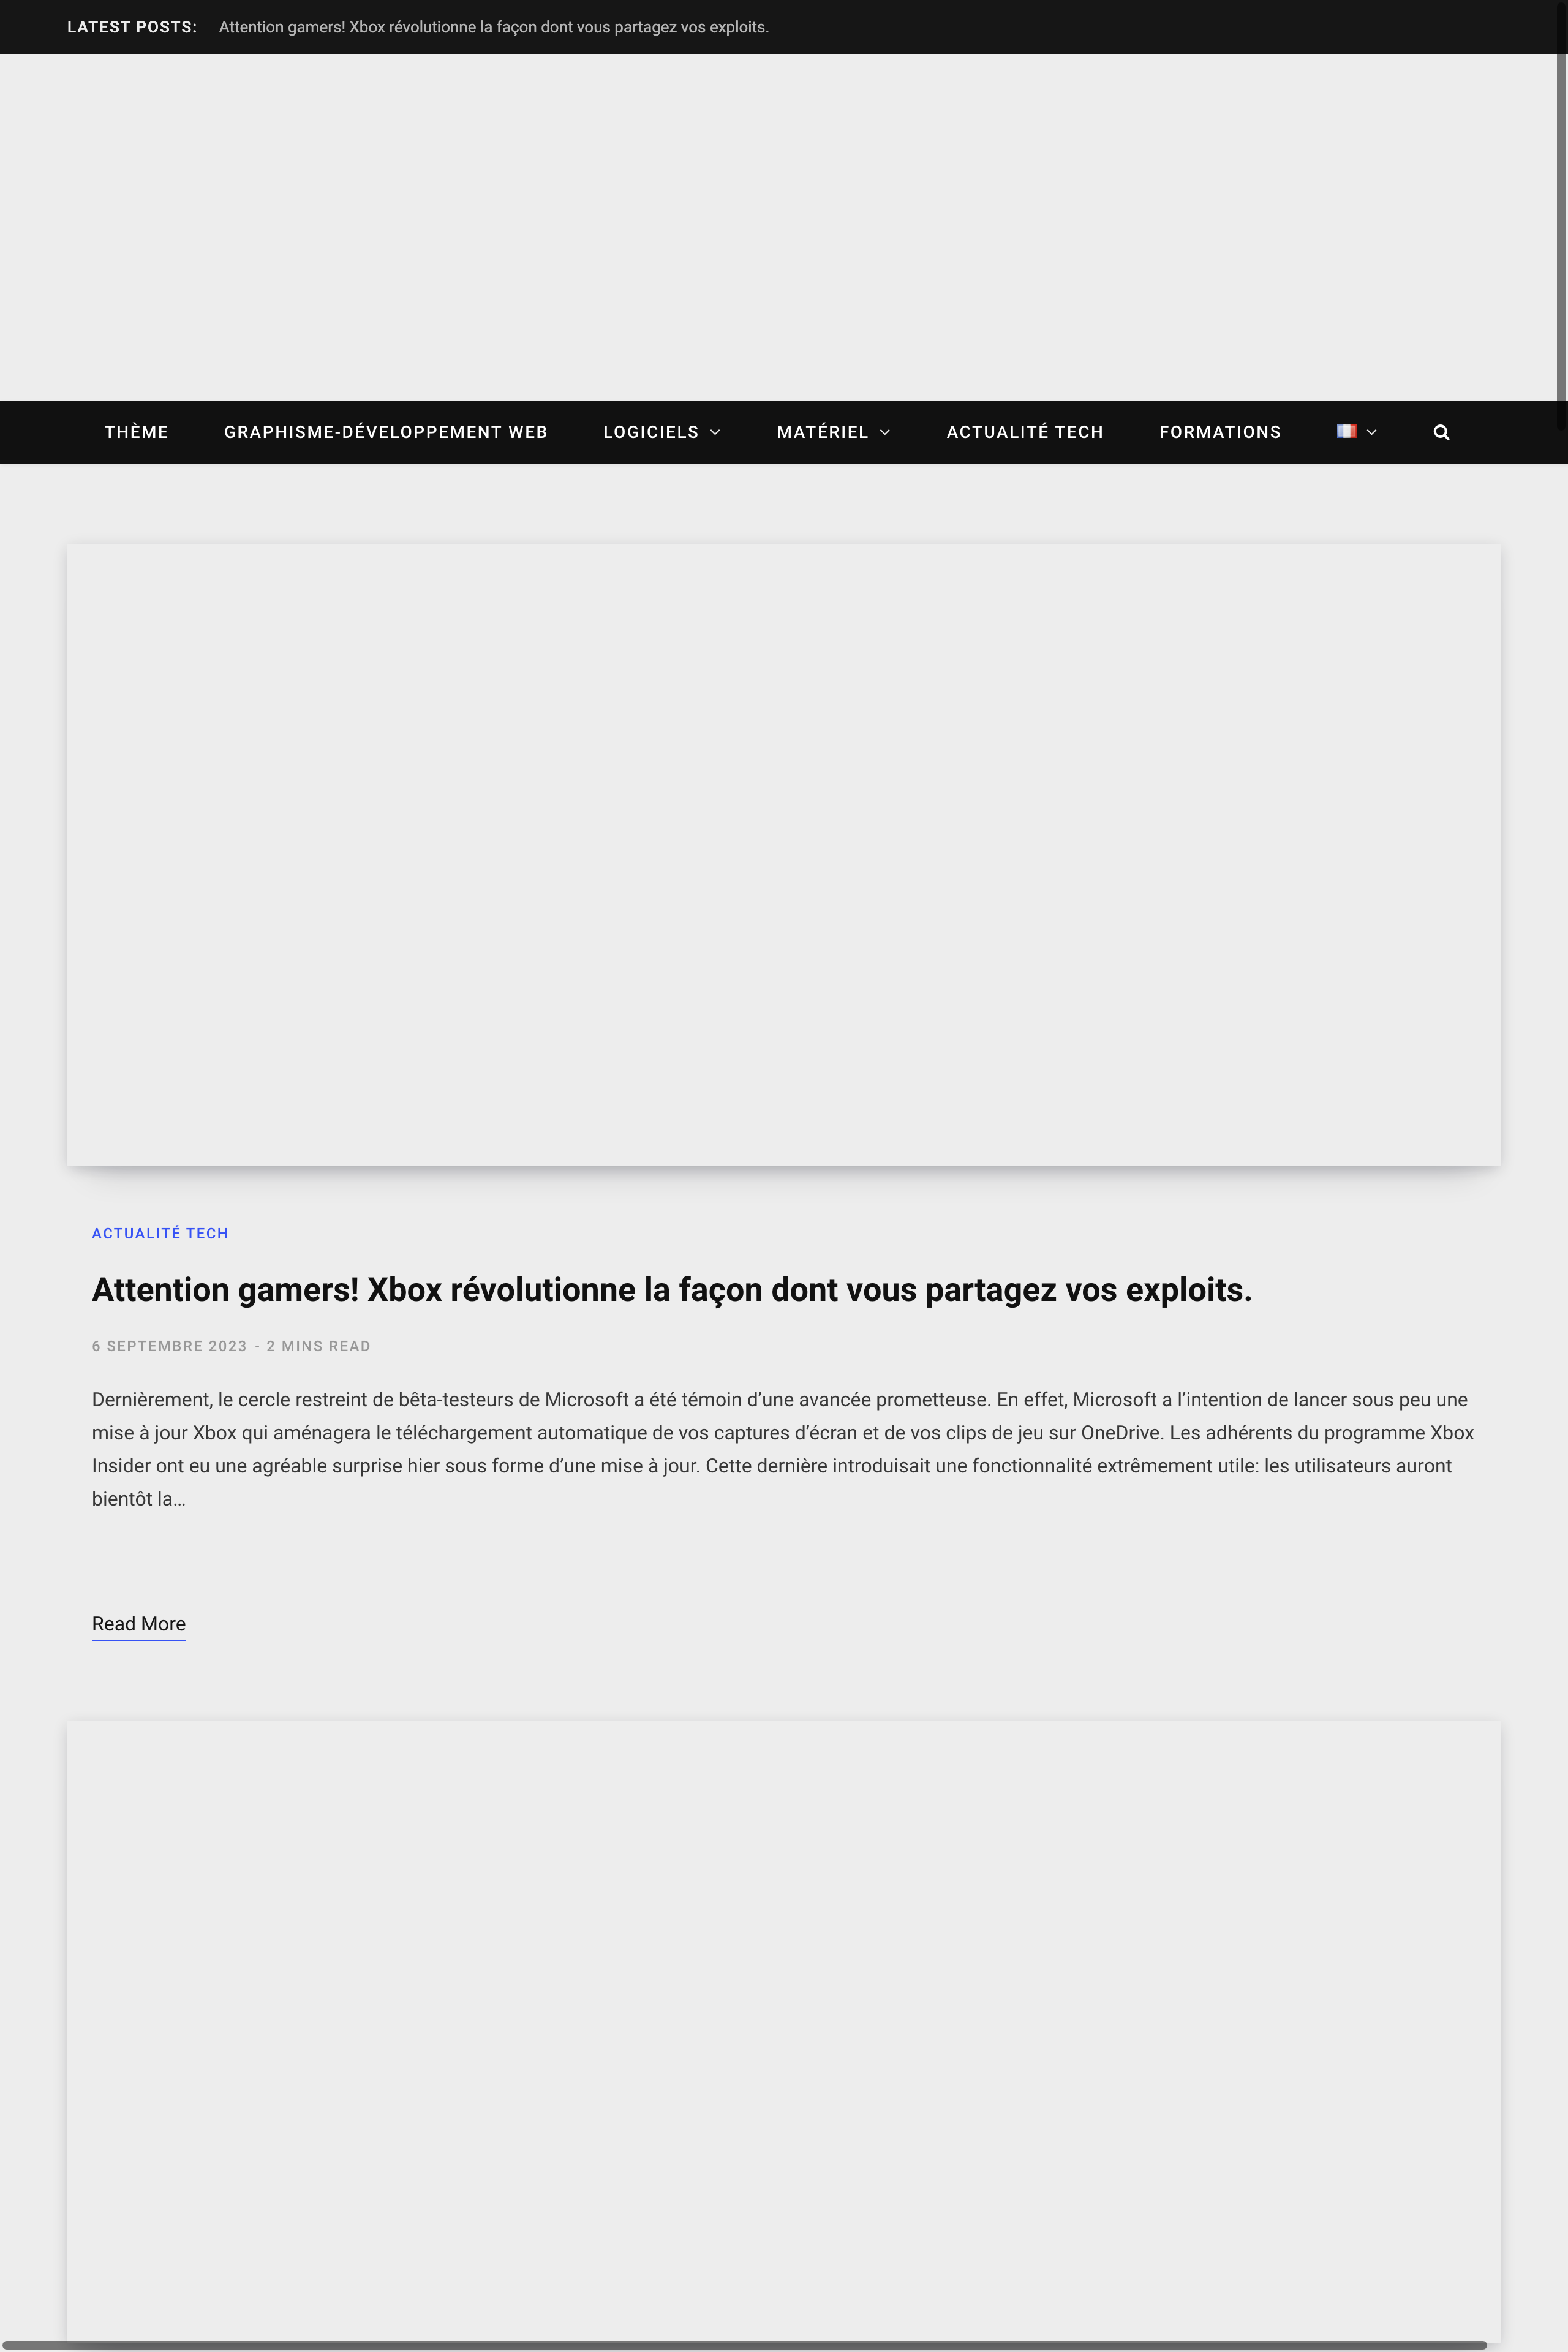 LATEST POSTS: Attention gamers! Xbox révolutionne la façon dont vous partagez vos exploits.
THÈME GRAPHISME-DÉVELOPPEMENT WEB LOGICIELS MATÉRIEL ACTUALITÉ TECH FORMATIONS
ACTUALITÉ TECH
Attention gamers! Xbox révolutionne la façon dont vous partagez vos exploits.
6 SEPTEMBRE 2023 - 2 MINS READ
Dernièrement, le cercle restreint de bêta-testeurs de Microsoft a été témoin d’une avancée prometteuse. En effet, Microsoft a l’intention de lancer sous peu une
mise à jour Xbox qui aménagera le téléchargement automatique de vos captures d’écran et de vos clips de jeu sur OneDrive. Les adhérents du programme Xbox
Insider ont eu une agréable surprise hier sous forme d’une mise à jour. Cette dernière introduisait une fonctionnalité extrêmement utile: les utilisateurs auront
bientôt la…
Read More